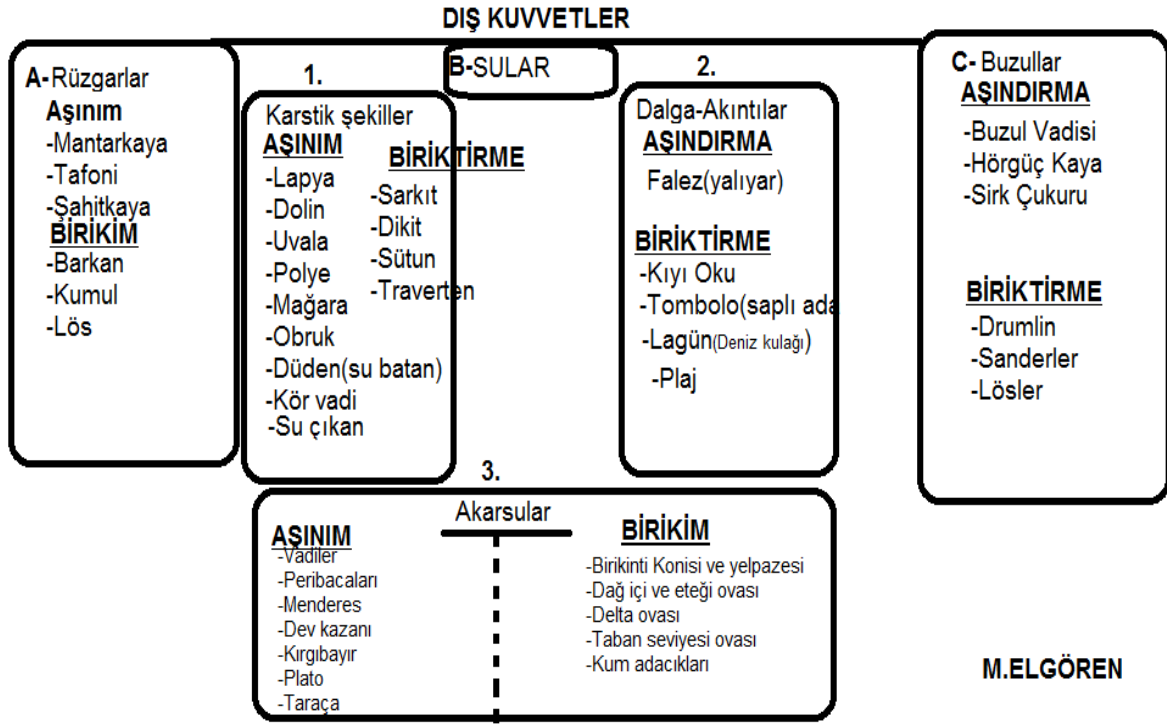 DIŞ KUVVETLER
A-Rüzgarlar
Aşınım
-Mantarkaya
-Tafoni
-Şahitkaya
BİRİKİM
-Barkan
-Kumul
-Lös
B-SULAR
1.
Karstik şekiller
AŞINIM
-Lapya
-Dolin
-Uvala
-Polye
-Mağara
-Obruk
-Düden(su batan)
-Kör vadi
-Su çıkan
BİRİKTİRME
-Sarkıt
-Dikit
-Sütun
-Traverten
2.
Dalga-Akıntılar
AŞINDIRMA
Falez(yalıyar)
BİRİKTİRME
-Kıyı Oku
-Tombolo(saplı ada
-Lagün(Deniz kulağı)
-Plaj
C- Buzullar
AŞINDIRMA
-Buzul Vadisi
-Hörgüç Kaya
-Sirk Çukuru
BİRİKTİRME
-Drumlin
-Sanderler
-Lösler
3.
Akarsular
AŞINIM
-Vadiler
-Peribacaları
-Menderes
-Dev kazanı
-Kırgıbayır
-Plato
-Taraça
BİRİKİM
-Birikinti Konisi ve yelpazesi
-Dağ içi ve eteği ovası
-Delta ovası
-Taban seviyesi ovası
-Kum adacıkları
M.ELGÖREN